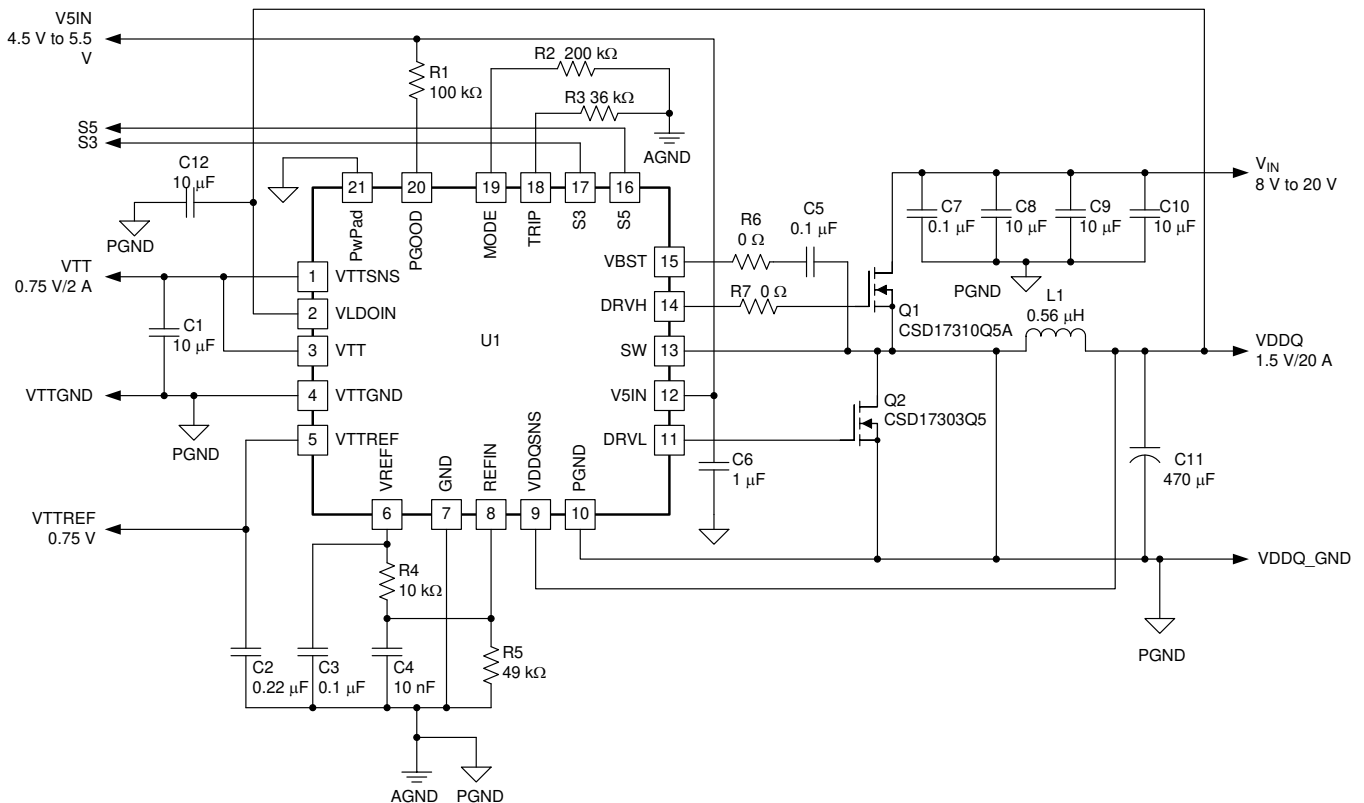 V5IN
4.5 V to 5.5
V
S5
S3
R1
100 kΩ
R2 200 kΩ
R3 36 kΩ
AGND
C12
10 μF
PGND
21
20
19
18
17
16
PwPad
PGOOD
MODE
TRIP
S3
S5
VTT
0.75 V/2 A
C1
10 μF
VTTGND
PGND
1
VTTSNS
2
VLDOIN
3
VTT
4
VTTGND
5
VTTREF
U1
VBST
15
DRVH
14
SW
13
V5IN
12
DRVL
11
R6
0 Ω
C5
0.1 μF
R7 0 Ω
Q1
CSD17310Q5A
Q2
CSD17303Q5
C6
1 μF
VIN
8 V to 20 V
C7
0.1 μF
C8
10 μF
C9
10 μF
C10
10 μF
PGND
L1
0.56 μH
VDDQ
1.5 V/20 A
C11
470 μF
VDDQ_GND
PGND
VREF
GND
REFIN
VDDQSNS
PGND
6
7
8
9
10
VTTREF
0.75 V
R4
10 kΩ
R5
49 kΩ
C2
0.22 μF
C3
0.1 μF
C4
10 nF
AGND
PGND